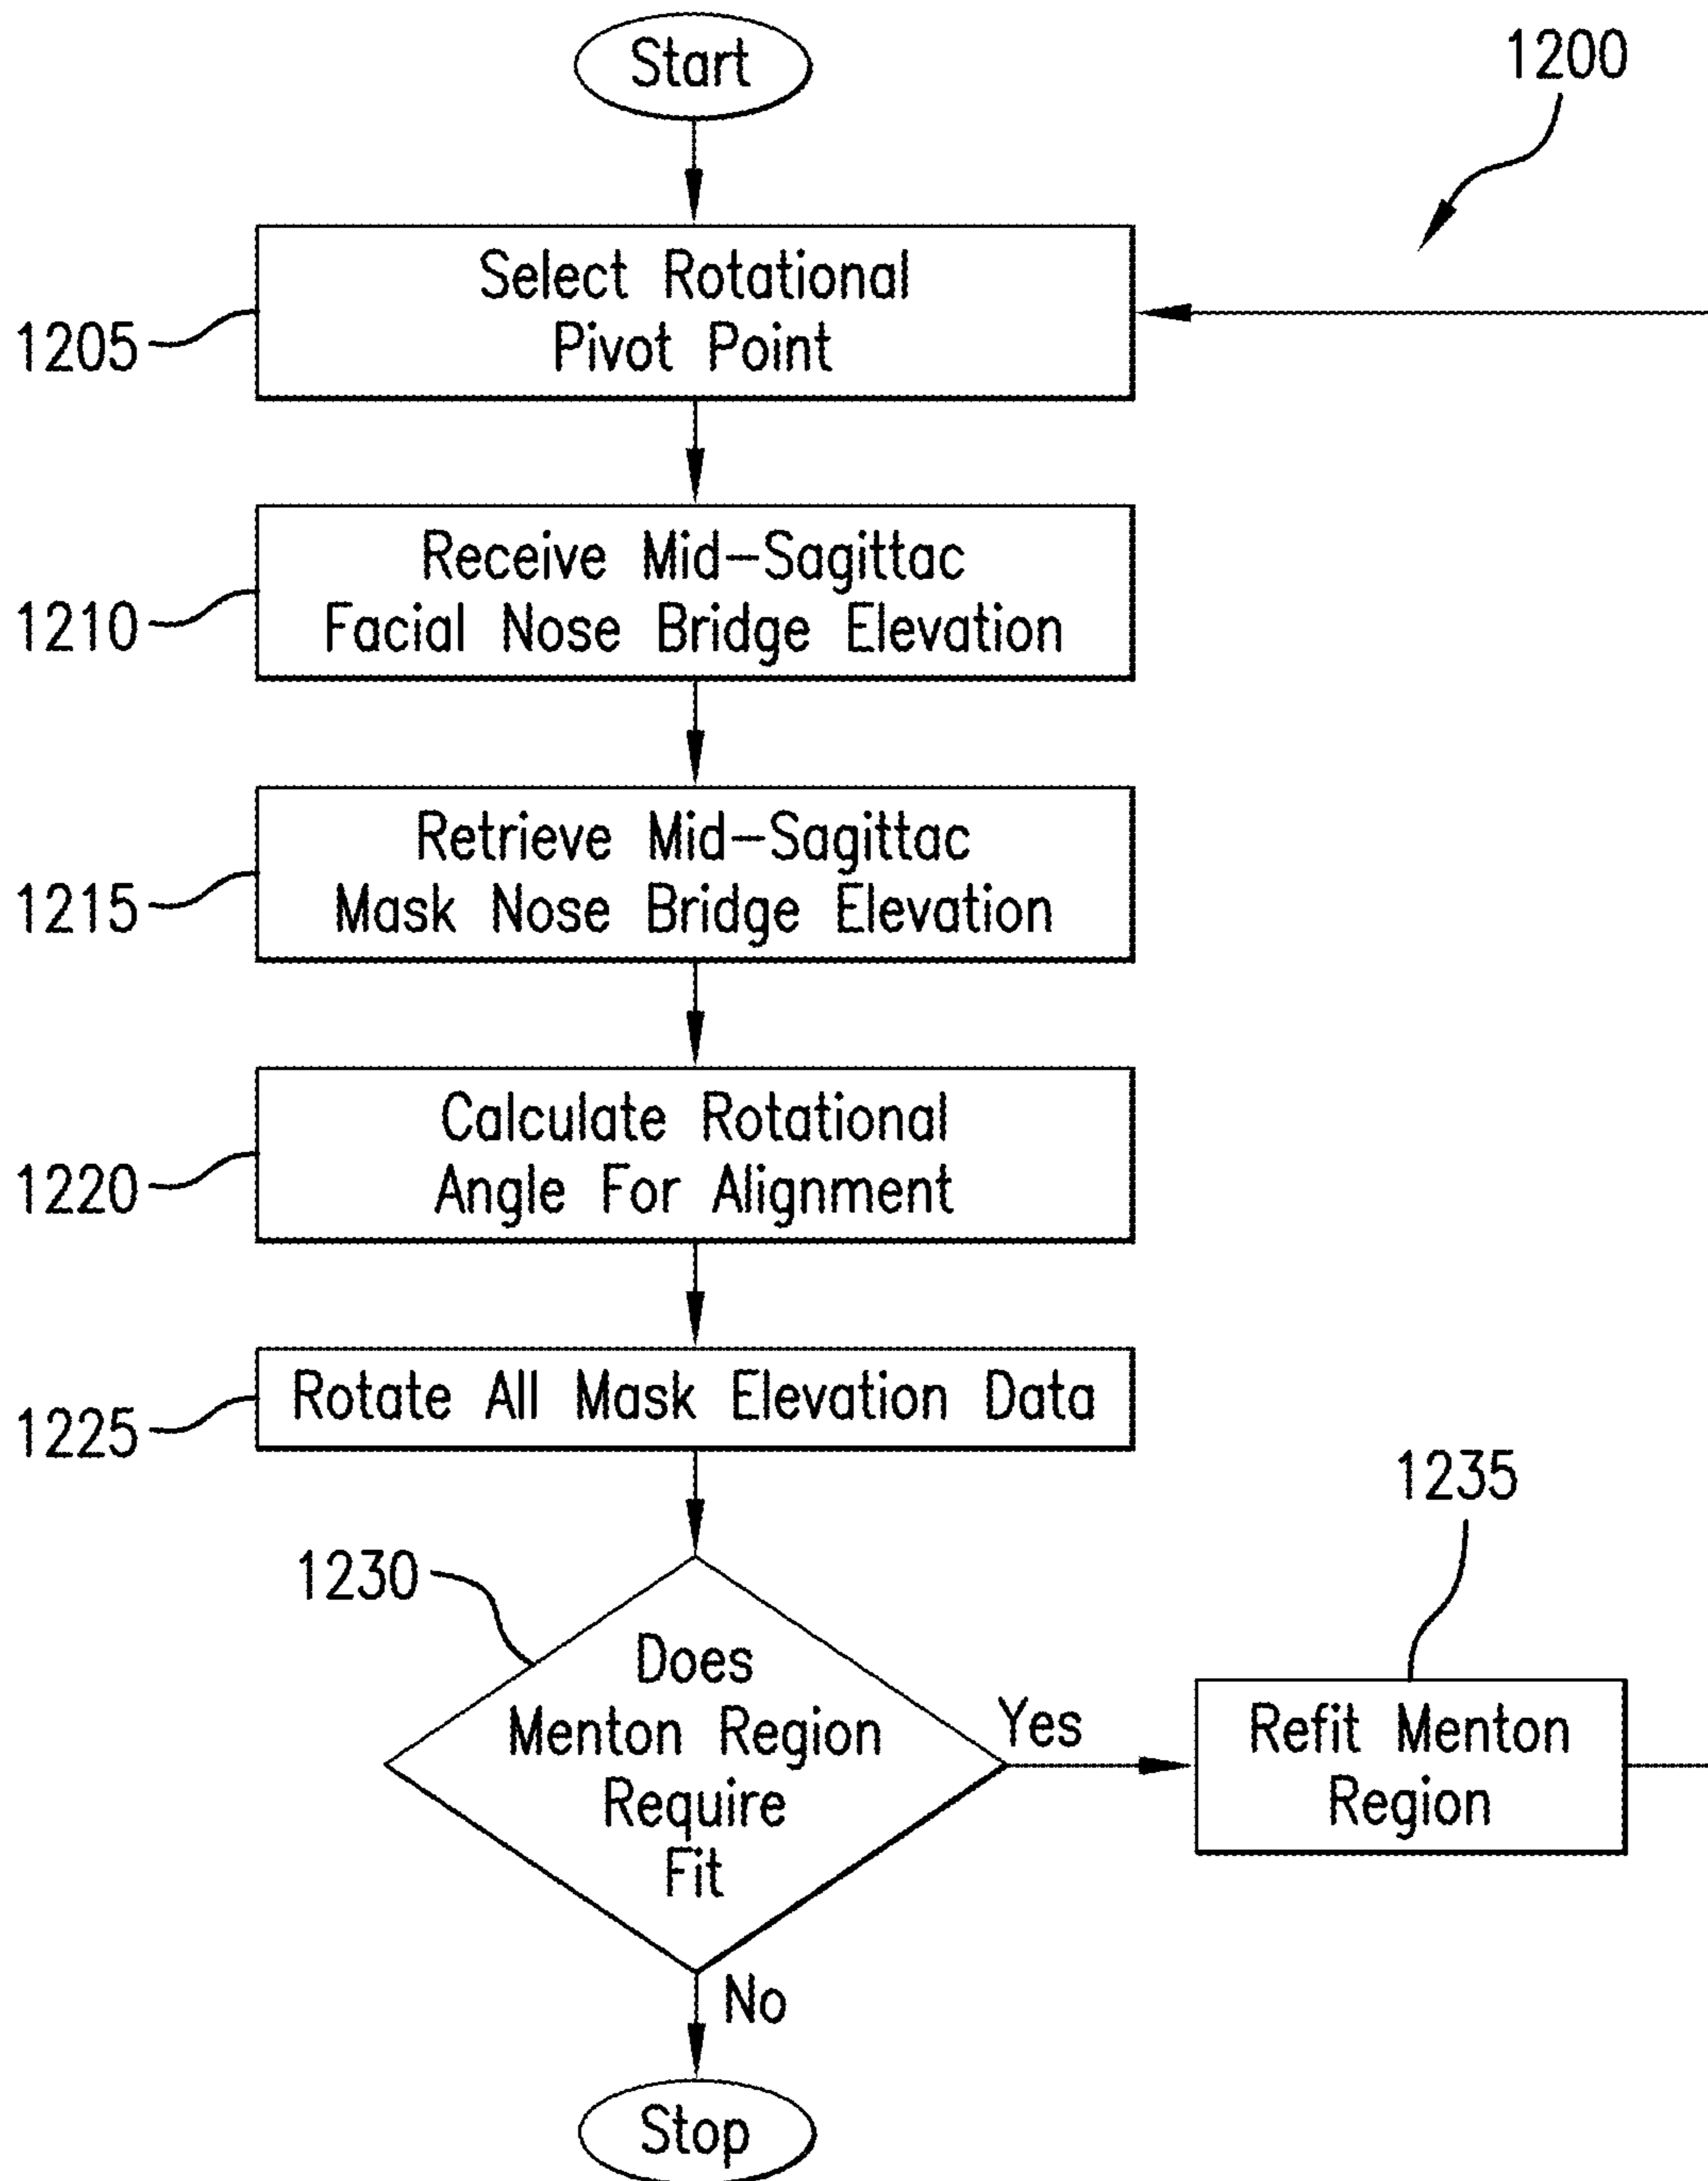 Start
1200
Select Rotational
Pivot Point
1205
Receive Mid-Sagittac
Facial Nose Bridge Elevation
1210
Retrieve Mid-Sagittac
Mask Nose Bridge Elevation
1215
Calculate Rotational
Angle For Alignment
1220
Rotate All Mask Elevation Data
1225
1230
Does
Menton Region
Require
Fit
Yes
1235
Refit Menton
Region
No
Stop